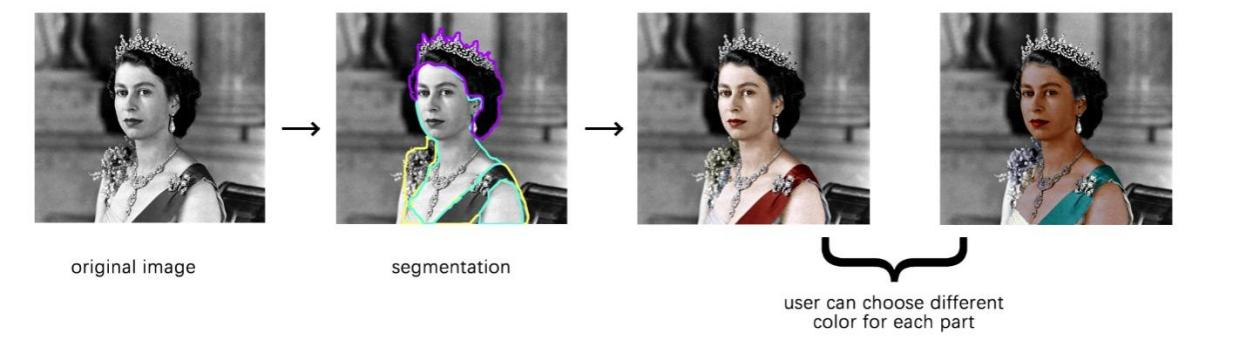 original image
segmentation
user can choose different
color for each part